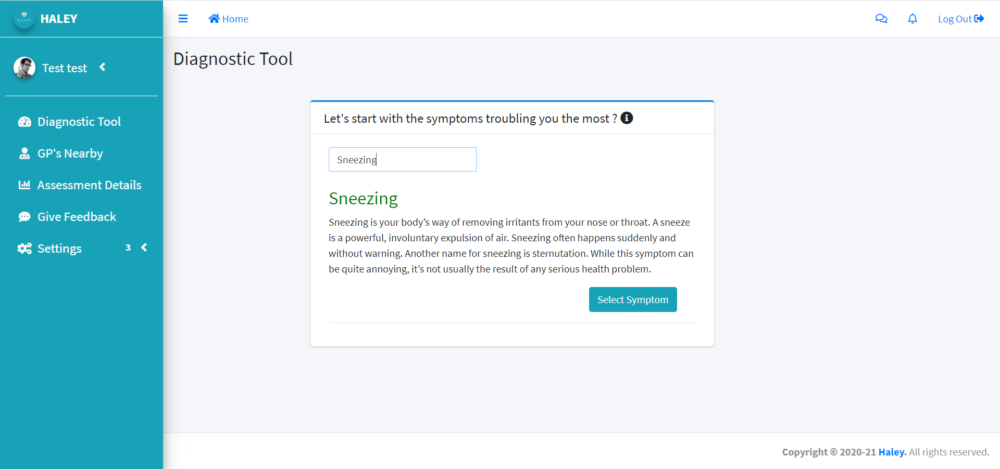 HALEY
HALEY
Home
Log Out
Test test
Diagnostic Tool
GP's Nearby
Assessment Details
Give Feedback
Settings 3
Diagnostic Tool
Let's start with the symptoms troubling you the most ?
Sneezing
Sneezing
Sneezing is your body’s way of removing irritants from your nose or throat. A sneeze
is a powerful, involuntary expulsion of air. Sneezing often happens suddenly and
without warning. Another name for sneezing is sternutation. While this symptom can
be quite annoying, it’s not usually the result of any serious health problem.
Select Symptom
Copyright © 2020-21 Haley. All rights reserved.